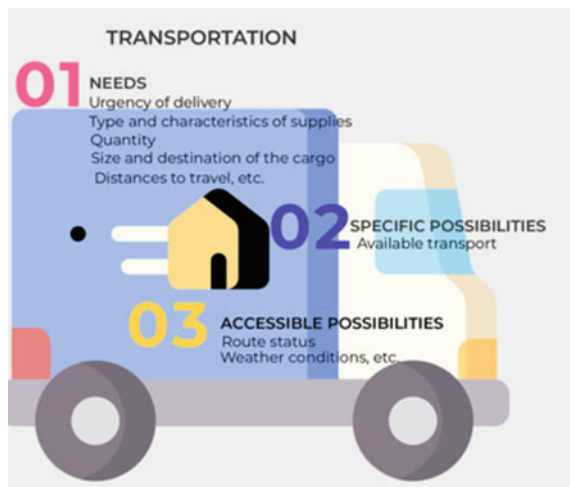 TRANSPORTATION
01
NEEDS
Urgency of delivery
Type and characteristics of supplies
Quantity
Size and destination of the cargo
Distances to travel, etc.
02
SPECIFIC POSSIBILITIES
Available transport
03
ACCESSIBLE POSSIBILITIES
Route status
Weather conditions, etc.